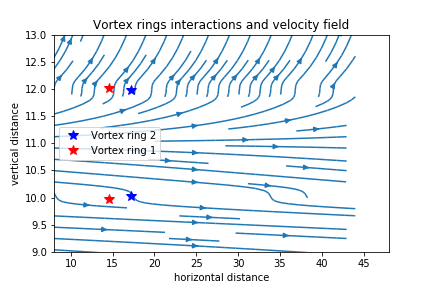 Vortex rings interactions and velocity field
13.0
12.5
12.0
11.5
11.0
10.5
10.0
9.5
9.0
vertical distance
Vortex ring 2
Vortex ring 1
10 15 20 25 30 35 40 45
horizontal distance